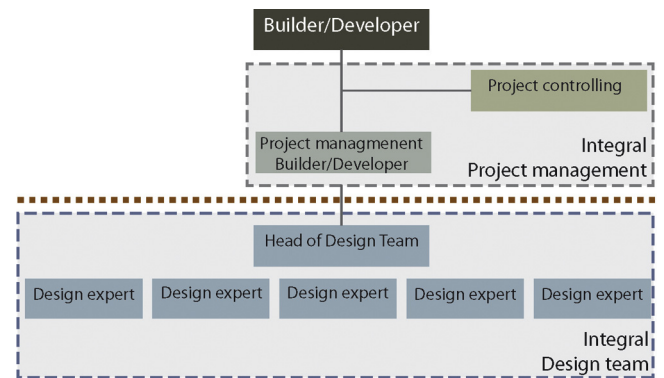 Builder/Developer
Project controlling
Project managmenent
Builder/Developer
Integral
Project management
Head of Design Team
Design expert
Design expert
Design expert
Design expert
Design expert
Integral
Design team